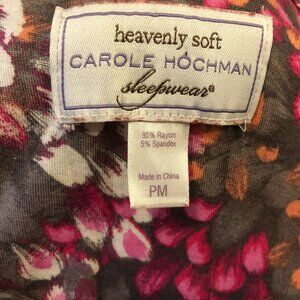 heavenly soft
CAROLE HOCHMAN
sleepwear®
95% Rayon
5% Spandex
Made in China
PM